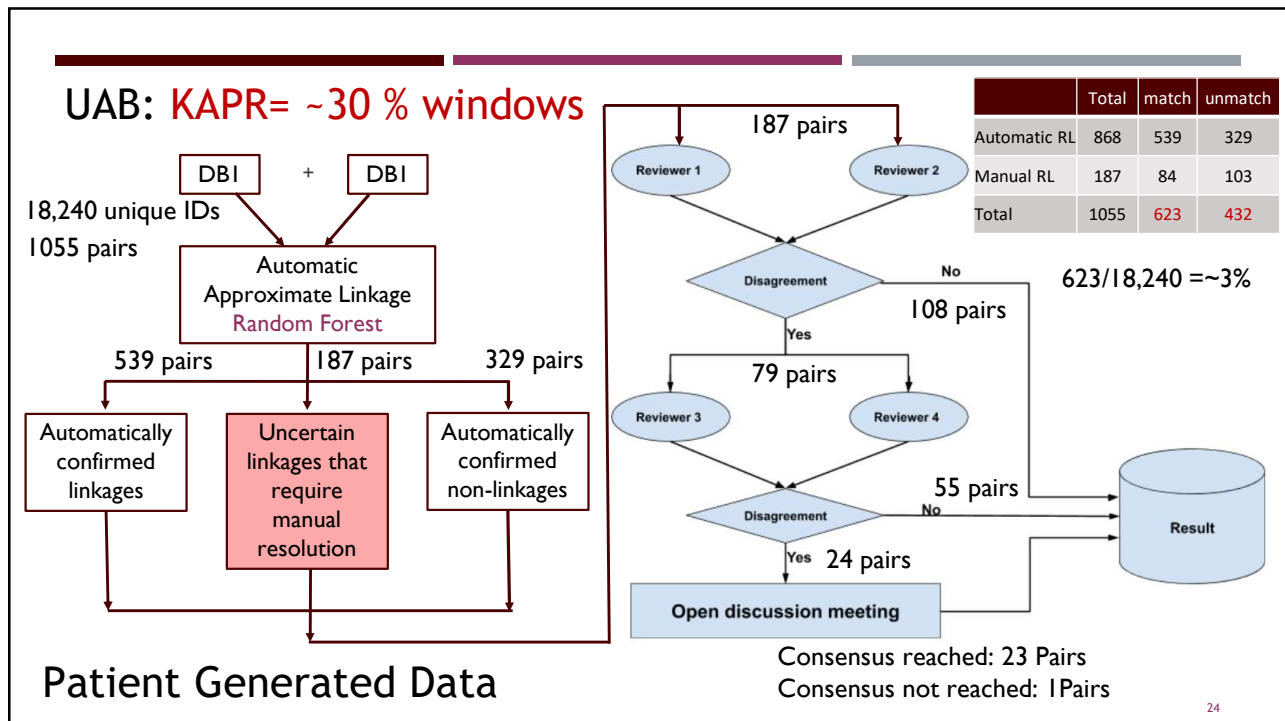 UAB: KAPR= ~30 % windows
DB1 + DB1
18,240 unique IDs
1055 pairs
Automatic
Approximate Linkage
Random Forest
539 pairs
187 pairs
329 pairs
Automatically
confirmed
linkages
Uncertain
linkages that
require
manual
resolution
Automatically
confirmed
non-linkages
Patient Generated Data
187 pairs
Reviewer 1
Reviewer 2
Disagreement
No
108 pairs
Yes
79 pairs
Reviewer 3
Reviewer 4
Disagreement
55 pairs
No
Yes
24 pairs
Open discussion meeting
Result
Consensus reached: 23 Pairs
Consensus not reached: 1Pairs
Total match unmatch
Automatic RL 868 539 329
Manual RL 187 84 103
Total 1055 623 432
623/18,240 =~3%
24